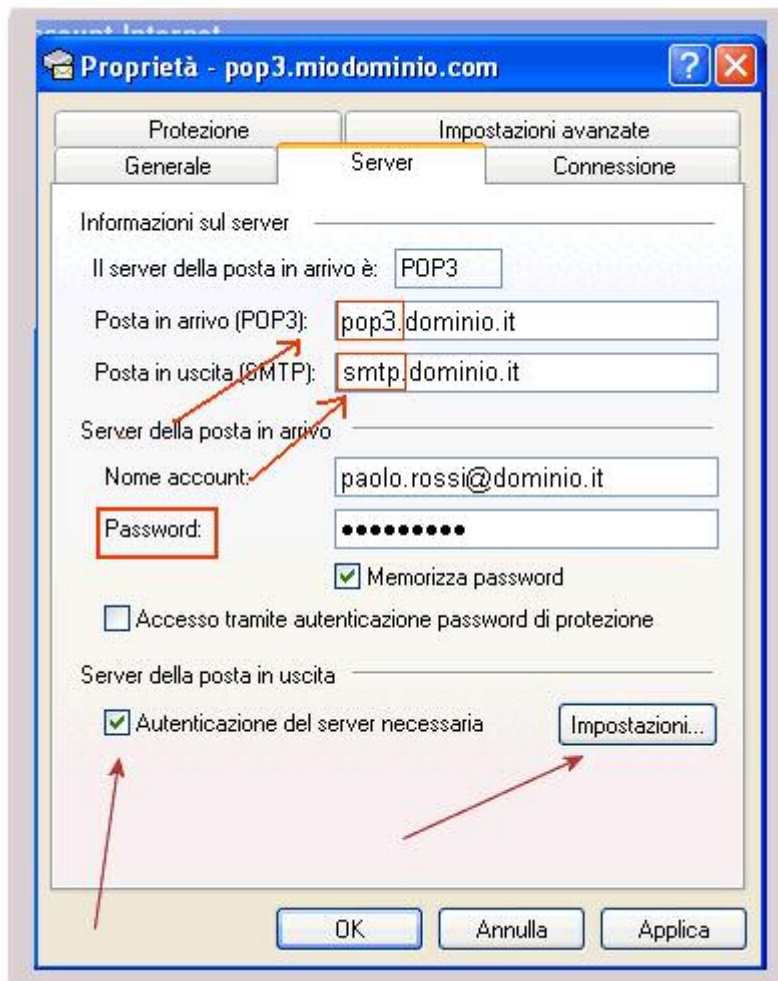 Account Internet
Proprietà - pop3.miodominio.com
Protezione
Impostazioni avanzate
Generale
Server
Connessione
Informazioni sul server
Il server della posta in arrivo è: POP3
Posta in arrivo (POP3): pop3.dominio.it
Posta in uscita (SMTP): smtp.dominio.it
Server della posta in arrivo
Nome account: paolo.rossi@dominio.it
Password: •••••••••
Memorizza password
Accesso tramite autenticazione password di protezione
Server della posta in uscita
Autenticazione del server necessaria
Impostazioni...
OK
Annulla
Applica